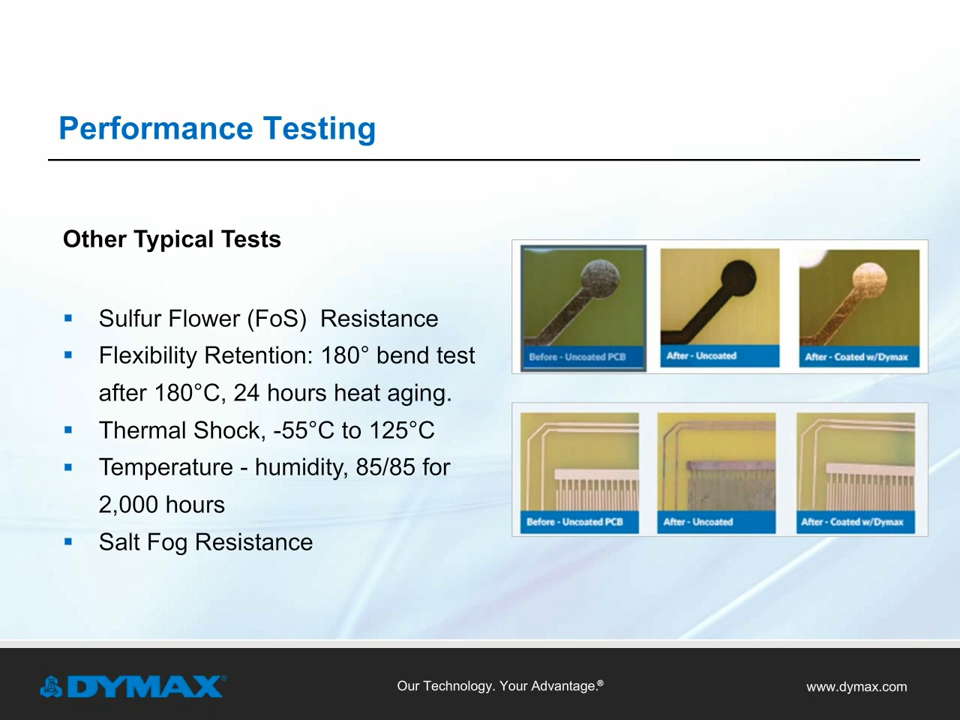 Performance Testing
Other Typical Tests
▪ Sulfur Flower (FoS)  Resistance
▪ Flexibility Retention: 180° bend test
after 180°C, 24 hours heat aging.
▪ Thermal Shock, -55°C to 125°C
▪ Temperature - humidity, 85/85 for
2,000 hours
▪ Salt Fog Resistance
Before - Uncoated PCB
After - Uncoated
After - Coated w/Dymax
Before - Uncoated PCB
After - Uncoated
After - Coated w/Dymax
DYMAX®
Our Technology. Your Advantage.®
www.dymax.com